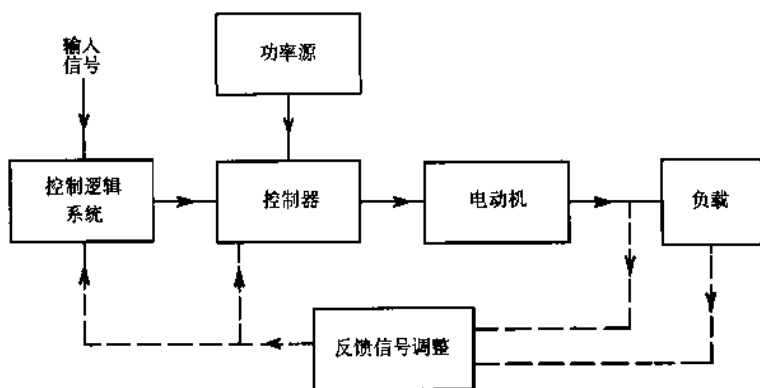 输入
信号
功率源
控制逻辑
系统
控制器
电动机
负载
反馈信号调整